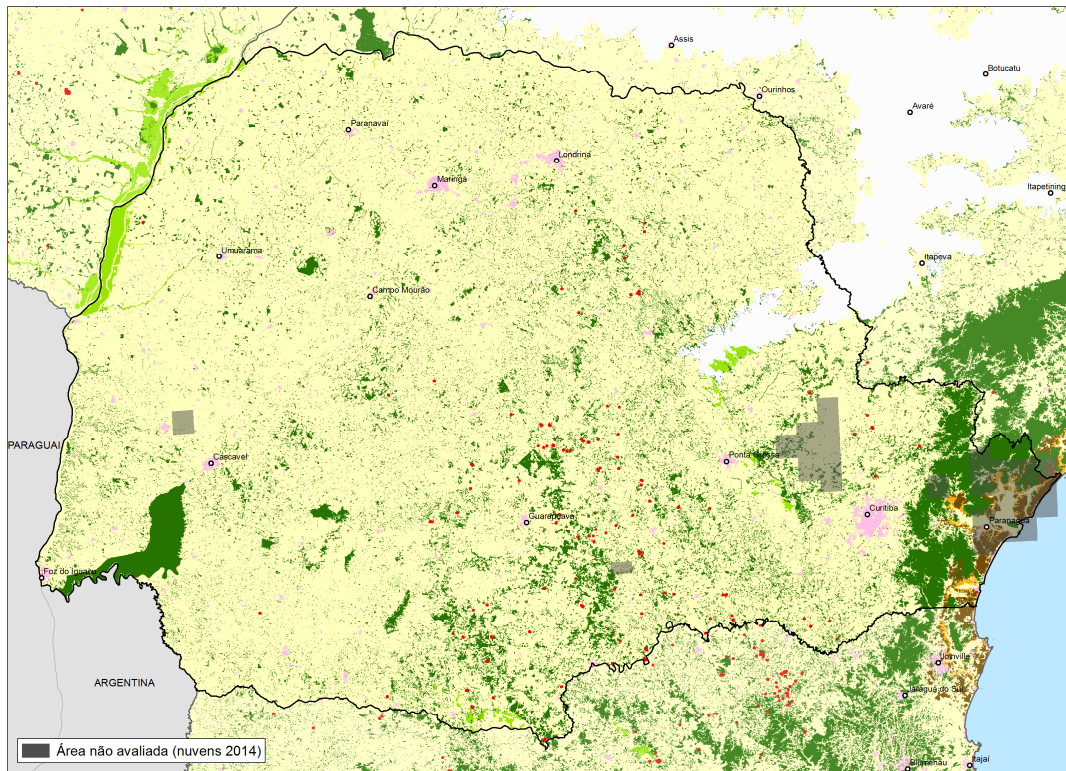 Assis
Botucatu
Ourinhos
Avaré
Paranavaí
Londrina
Maringá
Itapetining
Umuarama
Itapeva
Campo Mourão
PARAGUAI
Cascavel
Ponta Grossa
Guarapuava
Curitiba
Paranaguá
Foz do Iguaçu
ARGENTINA
Joinville
Jaraguá do Sul
Área não avaliada (nuvens 2014)
Blumenau
Itajaí